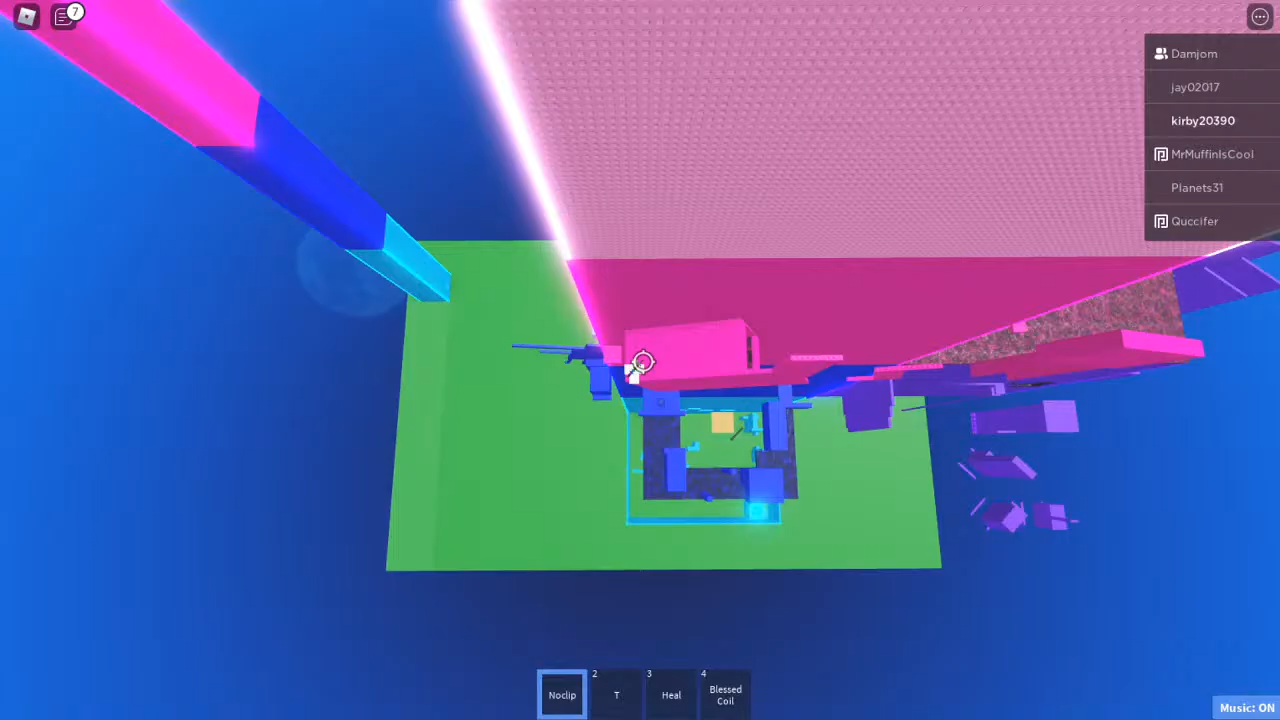 7
Damjom
jay02017
kirby20390
MrMuffinIsCool
Planets31
Quccifer
Noclip
2
T
3
Heal
4
Blessed
Coil
Music: ON